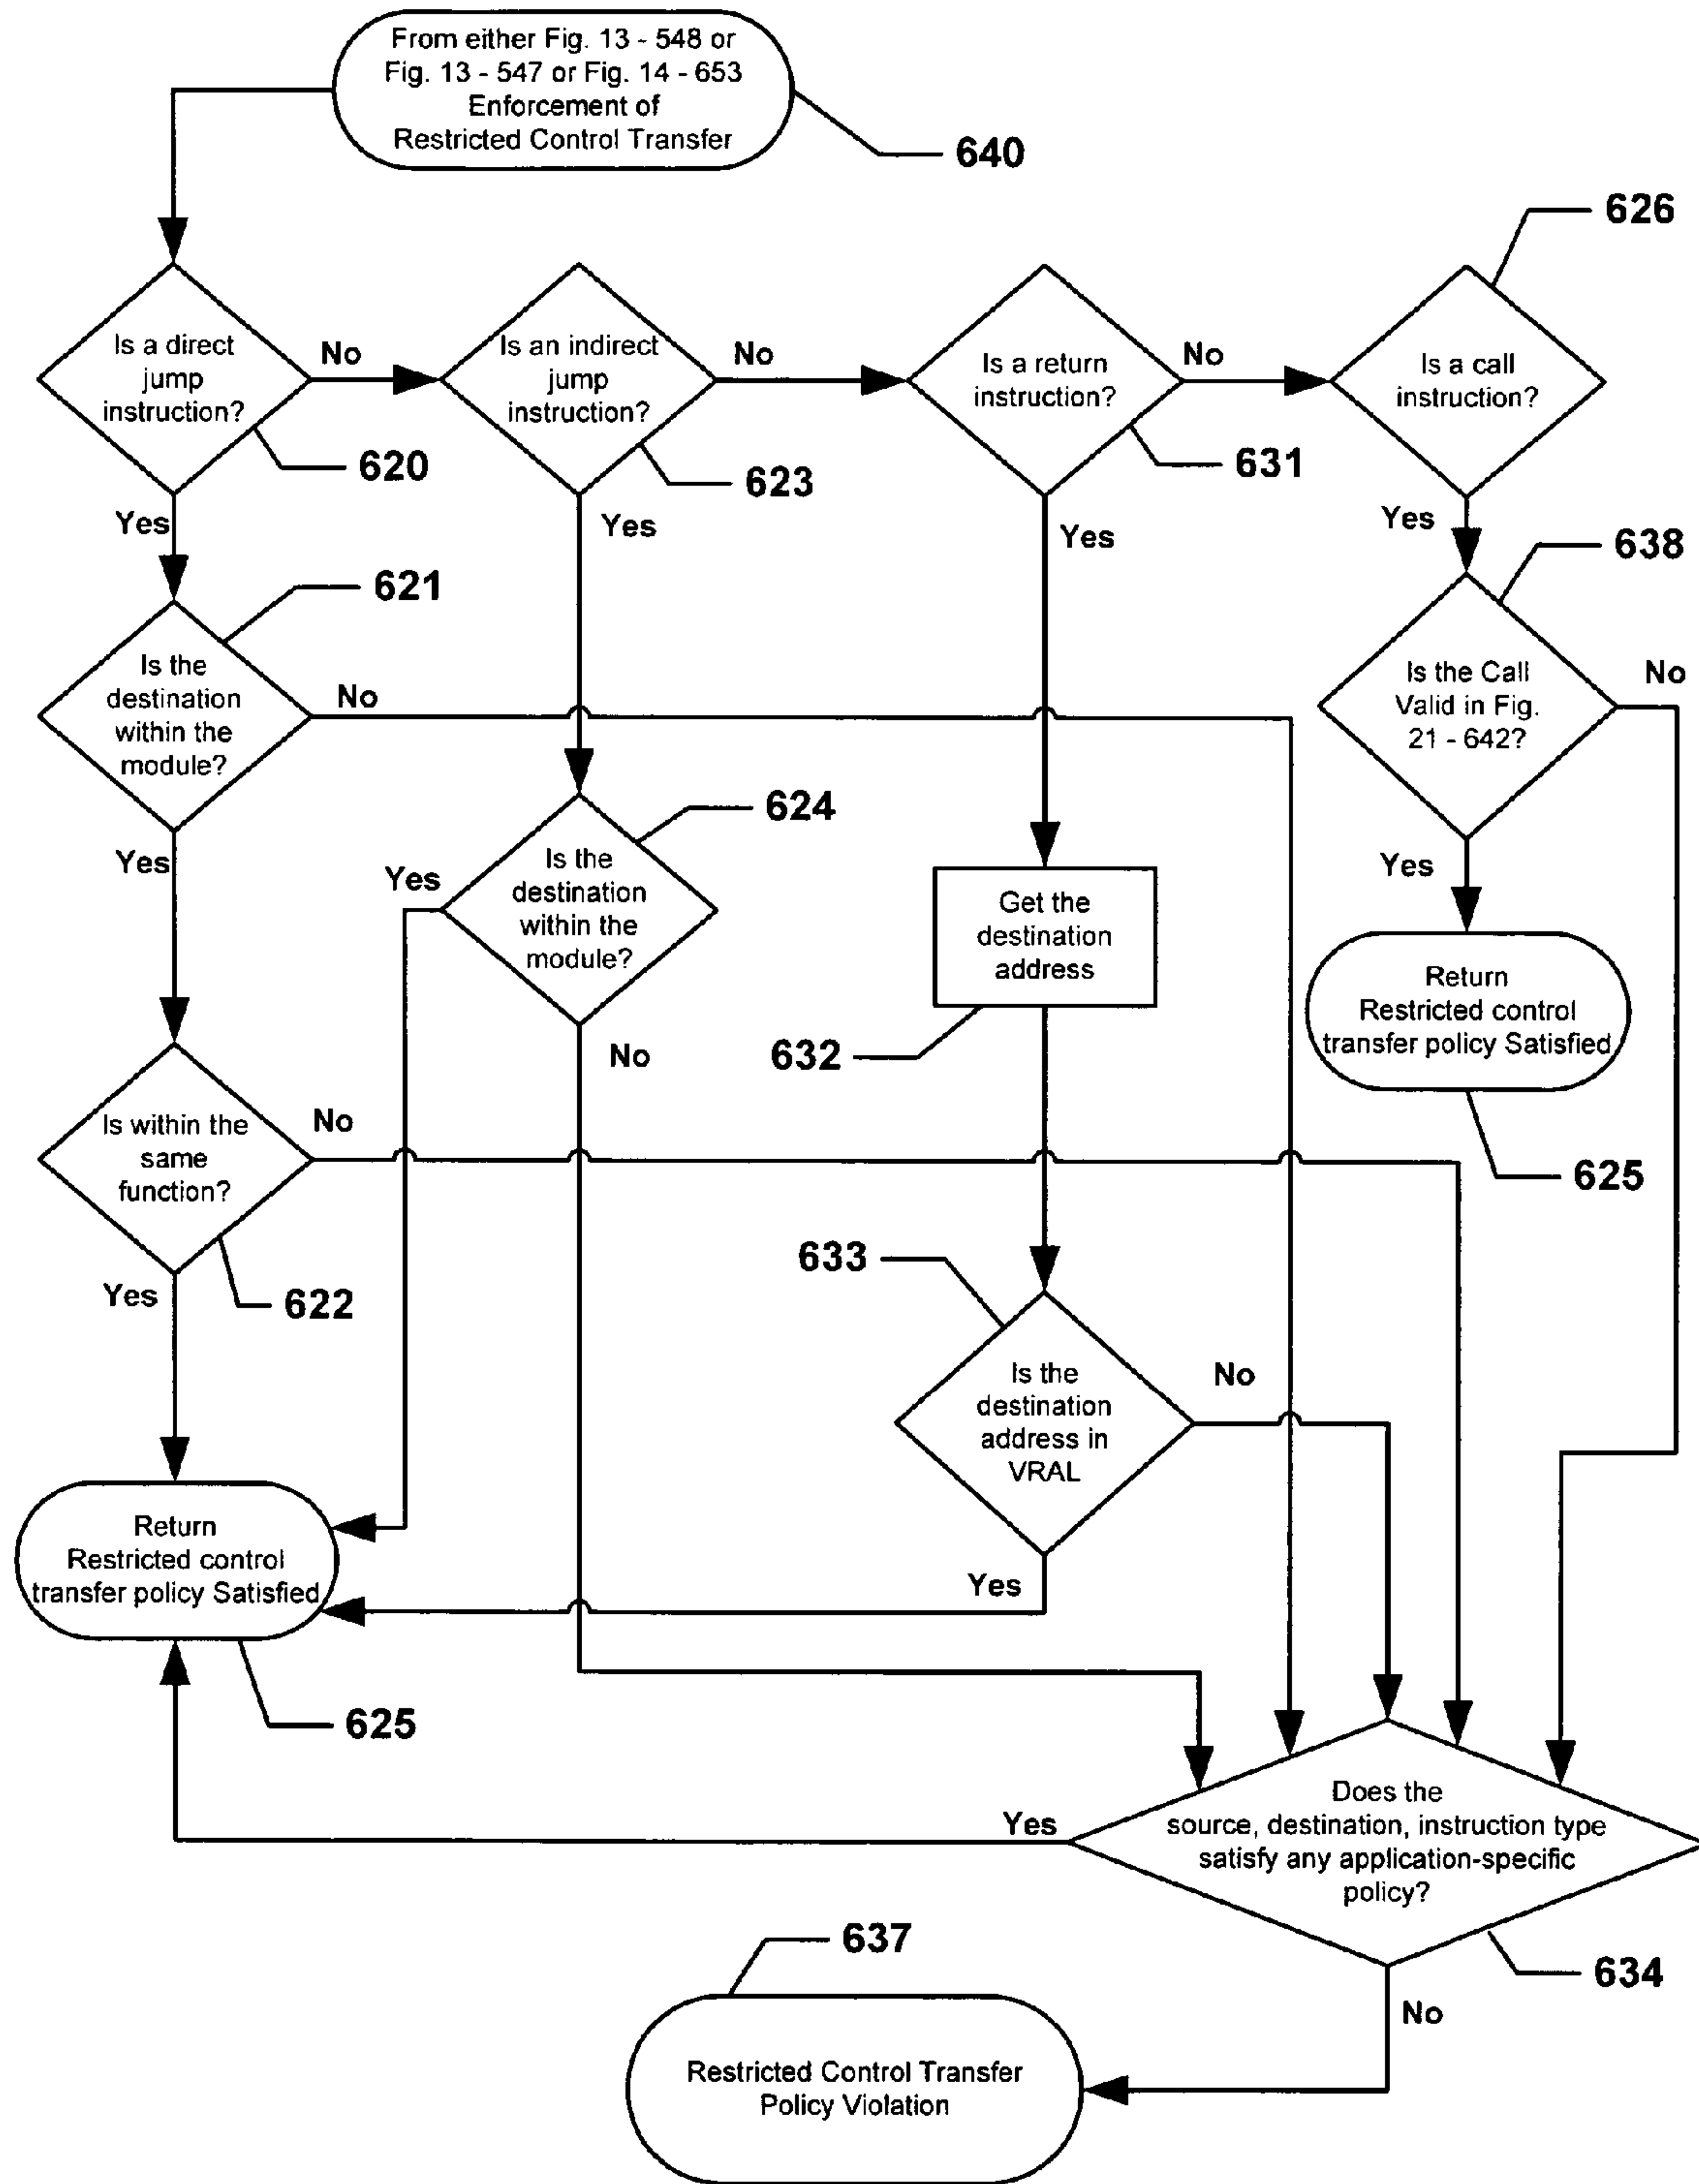 From either Fig. 13 - 548 or
Fig. 13 - 547 or Fig. 14 - 653
Enforcement of
Restricted Control Transfer
640
626
Is a direct
jump
instruction?
No
Is an indirect
jump
instruction?
No
Is a return
instruction?
No
Is a call
instruction?
620
623
631
Yes
Yes
Yes
Yes
638
621
Is the
destination
within the
module?
No
Is the Call
Valid in Fig.
21 - 642?
No
624
Yes
Yes
Is the
destination
within the
module?
Yes
Get the
destination
address
Return
Restricted control
transfer policy Satisfied
No
632
Is within the
same
function?
No
625
633
Yes
622
Is the
destination
address in
VRAL
No
Return
Restricted control
transfer policy Satisfied
Yes
625
Does the
source, destination, instruction type
satisfy any application-specific
policy?
Yes
637
634
No
Restricted Control Transfer
Policy Violation